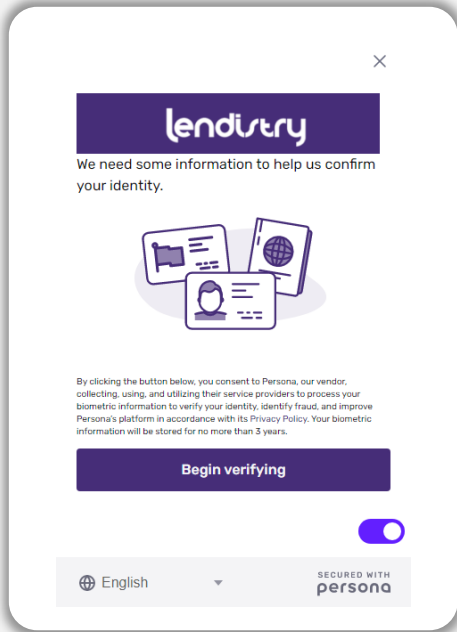 lendistry
We need some information to help us confirm
your identity.
By clicking the button below, you consent to Persona, our vendor,
collecting, using, and utilizing their service providers to process your
biometric information to verify your identity, identify fraud, and improve
Persona's platform in accordance with its Privacy Policy. Your biometric
information will be stored for no more than 3 years.
Begin verifying
English
SECURED WITH
persona